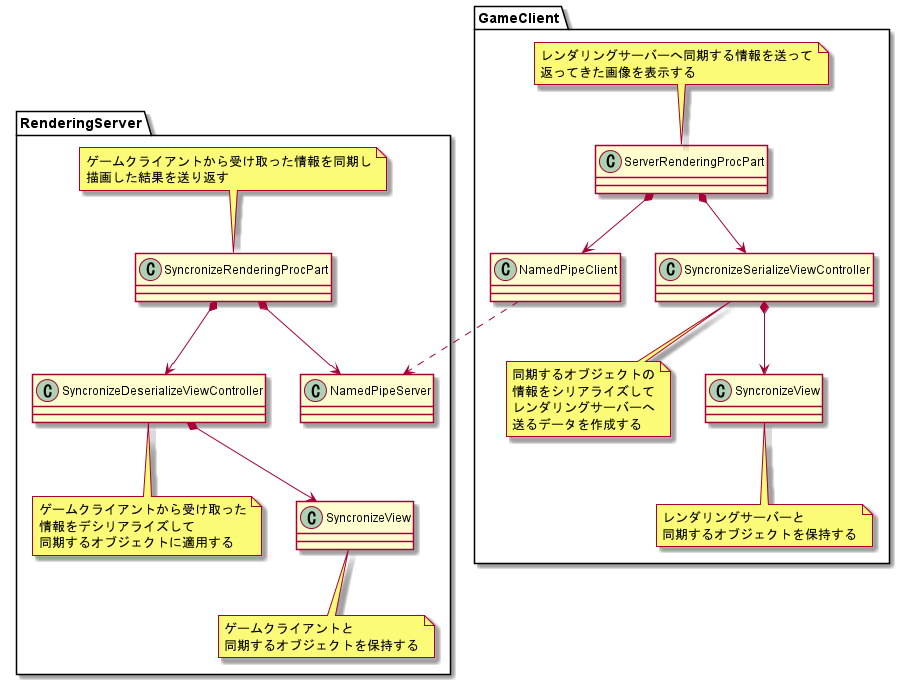 GameClient
レンダリングサーバーへ同期する情報を送って
返ってきた画像を表示する
C ServerRenderingProcPart
C NamedPipeClient
C SyncronizeSerializeViewController
同期するオブジェクトの
情報をシリアライズして
レンダリングサーバーへ
送るデータを作成する
C SyncronizeView
レンダリングサーバーと
同期するオブジェクトを保持する
RenderingServer
ゲームクライアントから受け取った情報を同期し
描画した結果を送り返す
C SyncronizeRenderingProcPart
C SyncronizeDeserializeViewController
C NamedPipeServer
ゲームクライアントから受け取った
情報をデシリアライズして
同期するオブジェクトに適用する
C SyncronizeView
ゲームクライアントと
同期するオブジェクトを保持する